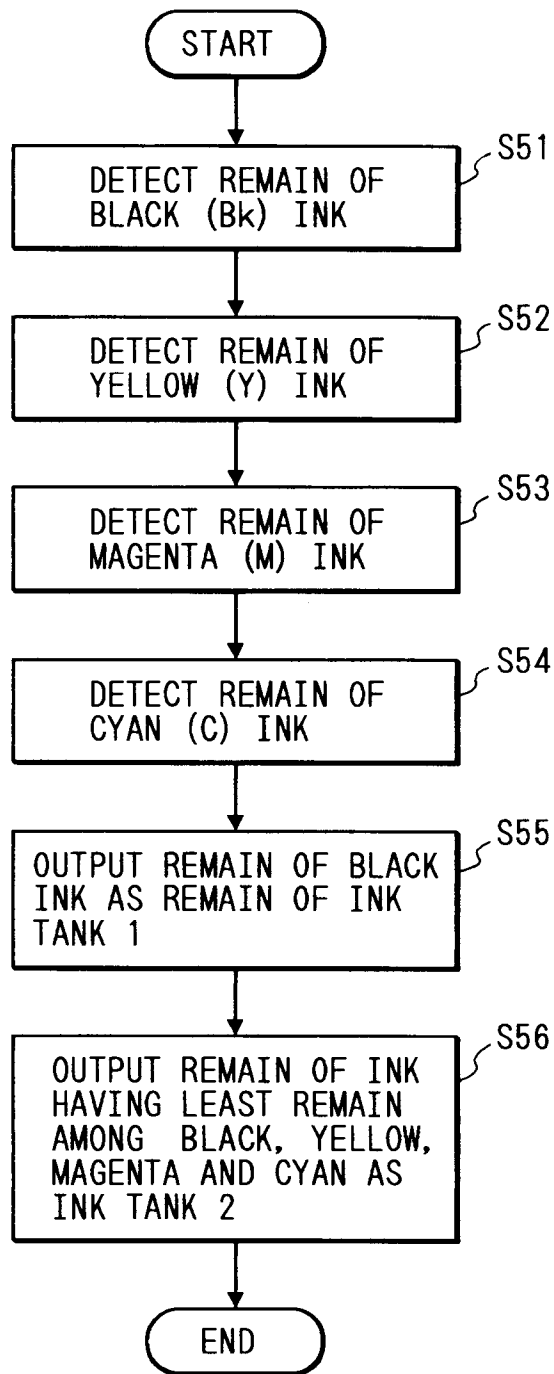 START
S51
DETECT REMAIN OF
BLACK (Bk) INK
S52
DETECT REMAIN OF
YELLOW (Y) INK
S53
DETECT REMAIN OF
MAGENTA (M) INK
S54
DETECT REMAIN OF
CYAN (C) INK
S55
OUTPUT REMAIN OF BLACK
INK AS REMAIN OF INK
TANK 1
S56
OUTPUT REMAIN OF INK
HAVING LEAST REMAIN
AMONG BLACK, YELLOW,
MAGENTA AND CYAN AS
INK TANK 2
END